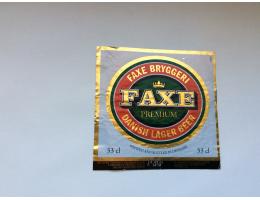 FAXE BRYGGERI
FAXE
PREMIUM
DANISH LAGER BEER
33 cl 33 cl